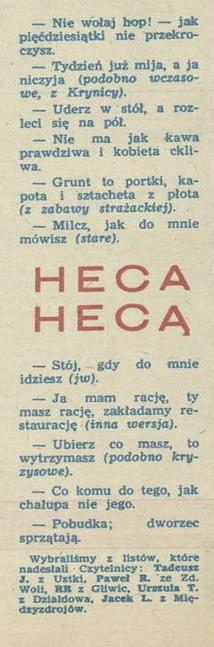 — Nie wołaj hop! — jak
pięćdziesiątki nie przekro-
czysz.
— Tydzień już mija, a ja
niczyja (podobno wczaso-
we, z Krynicy).
— Uderz w stół, a roz-
leci się na pół.
— Nie ma jak kawa
prawdziwa i kobieta ckli-
wa.
— Grunt to portki, ka-
pota i sztacheta z płota
(z zabawy strażackiej).
— Milcz, jak do mnie
mówisz (stare).
HECA
HECĄ
— Stój, gdy do mnie
idziesz (jw).
— Ja mam rację, ty
masz rację, zakładamy re-
staurację (inna wersja).
— Ubierz co masz, to
wytrzymasz (podobno kry-
zysowe).
— Co komu do tego, jak
chałupa nie jego.
— Pobudka; dworzec
sprzątają.
Wybraliśmy z listów, które
nadesłali Czytelnicy: Tadeusz
J. z Ustki, Paweł R. ze Zd.
Woli, RR z Gliwic, Urszula T.
z Działdowa, Jacek L. z Mię-
dzyzdrojów.